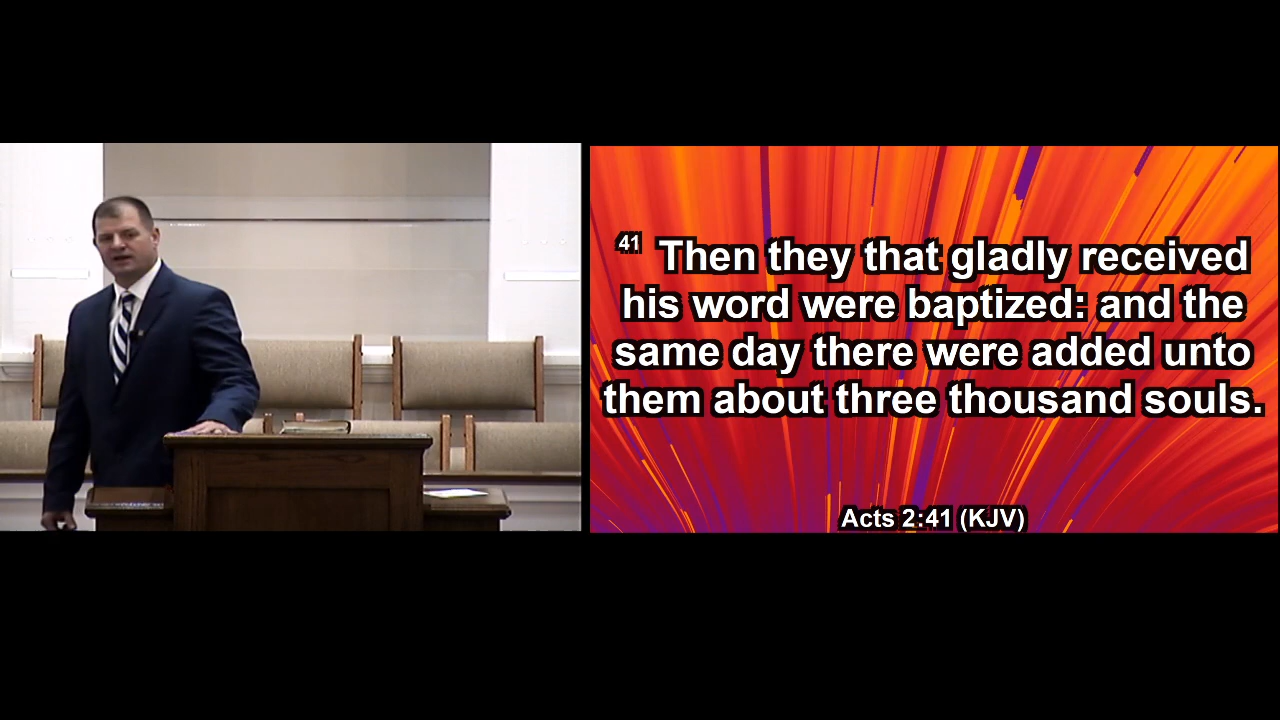 41 Then they that gladly received
his word were baptized: and the
same day there were added unto
them about three thousand souls.
Acts 2:41 (KJV)